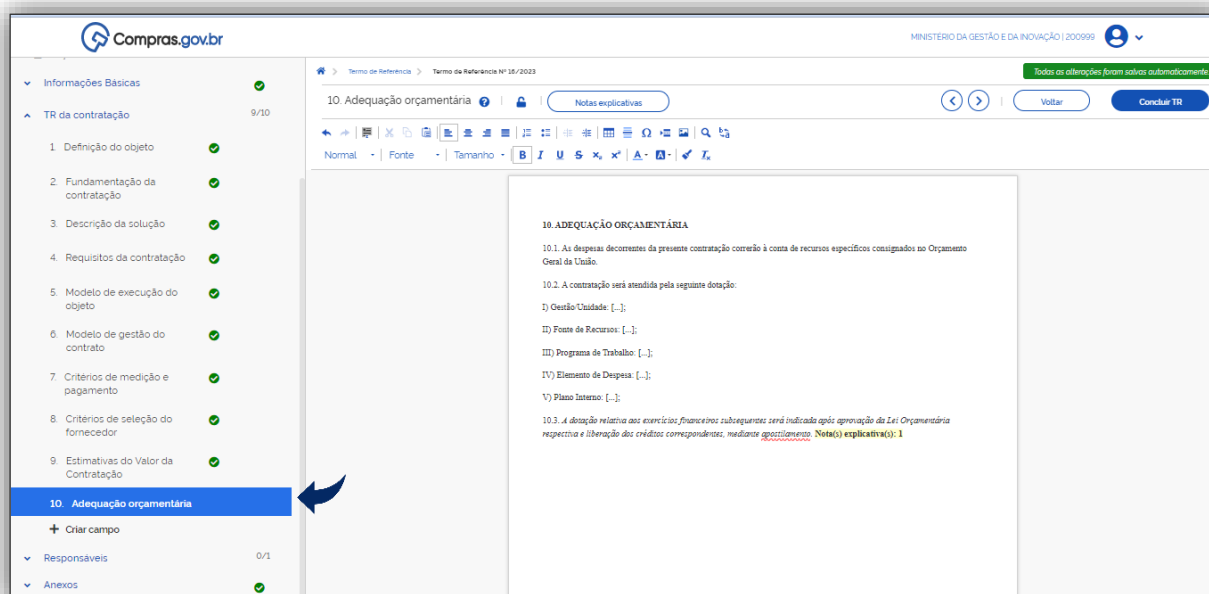 Compras.gov.br
MINISTÉRIO DA GESTÃO E DA INOVAÇÃO | 200999
Informações Básicas
TR da contratação 9/10
1. Definição do objeto
2. Fundamentação da
contratação
3. Descrição da solução
4. Requisitos da contratação
5. Modelo de execução do
objeto
6. Modelo de gestão do
contrato
7. Critérios de medição e
pagamento
8. Critérios de seleção do
fornecedor
9. Estimativas do Valor da
Contratação
10. Adequação orçamentária
+ Criar campo
Responsáveis 0/1
Anexos
> Termo de Referência > Termo de Referência Nº 16/2023
Todas as alterações foram salvas automaticamente.
10. Adequação orçamentária
Notas explicativas
Voltar
Concluir TR
Normal Fonte Tamanho B I U S x₂ x² A A Tx
10. ADEQUAÇÃO ORÇAMENTÁRIA
10.1. As despesas decorrentes da presente contratação correrão à conta de recursos específicos consignados no Orçamento
Geral da União.
10.2. A contratação será atendida pela seguinte dotação:
I) Gestão/Unidade: [...];
II) Fonte de Recursos: [...];
III) Programa de Trabalho: [...];
IV) Elemento de Despesa: [...];
V) Plano Interno: [...];
10.3. A dotação relativa aos exercícios financeiros subsequentes será indicada após aprovação da Lei Orçamentária
respectiva e liberação dos créditos correspondentes, mediante apostilamento. Nota(s) explicativa(s): 1